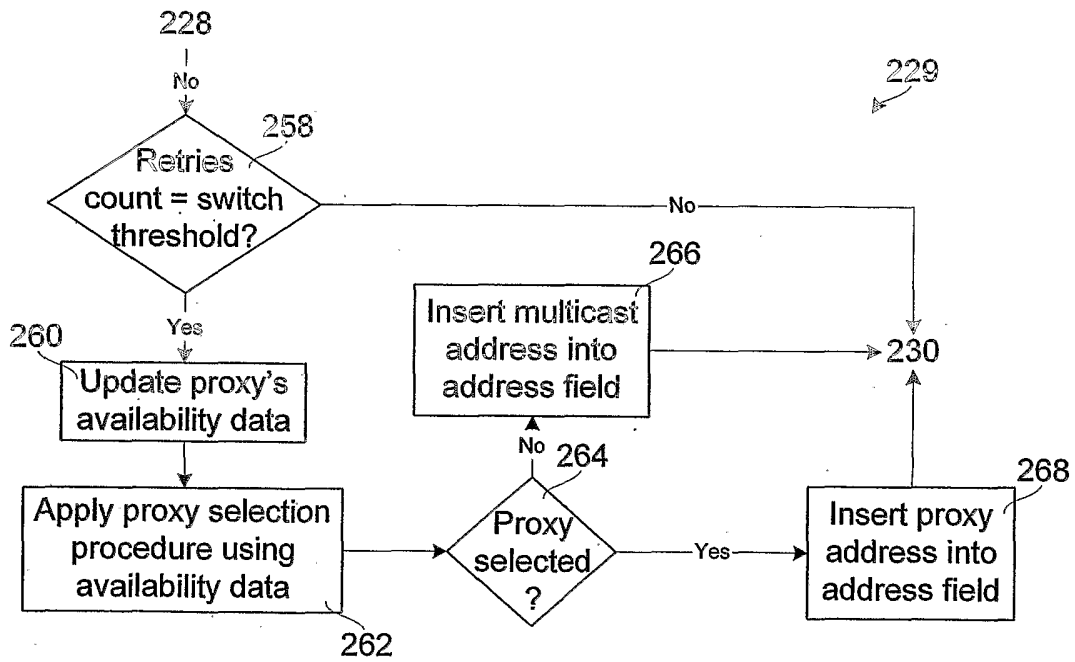 228
No
229
258
Retries
count = switch
threshold?
No
266
Insert multicast
address into
address field
Yes
260
230
Update proxy's
availability data
No
264
268
Apply proxy selection
procedure using
availability data
Proxy
selected
?
Yes
Insert proxy
address into
address field
262